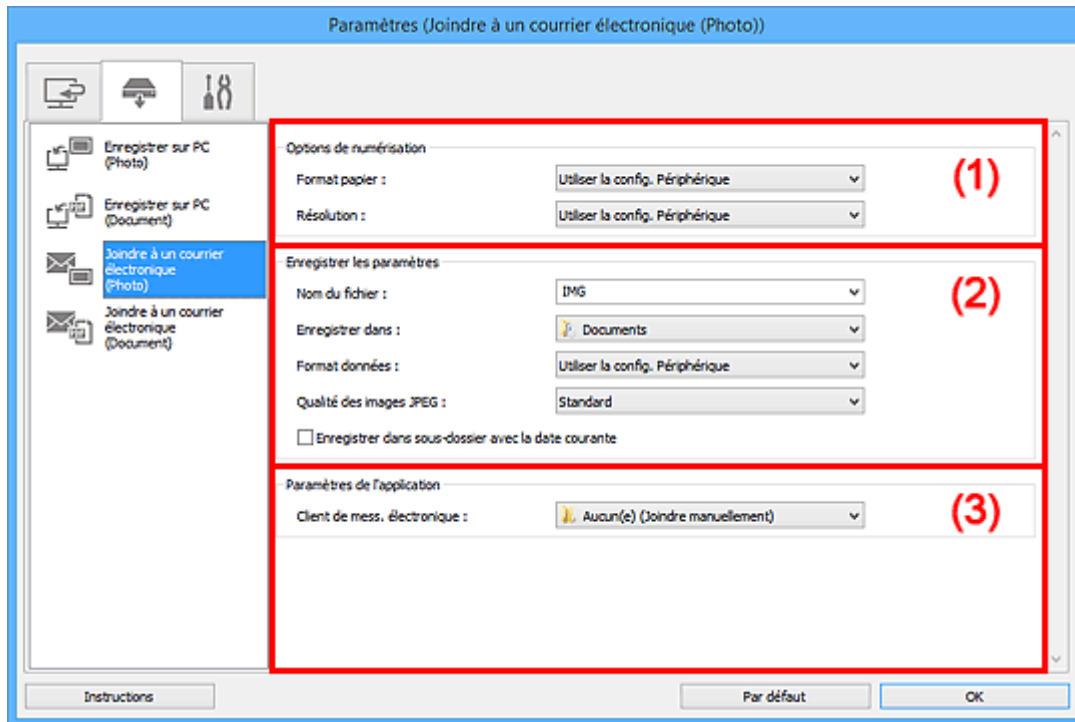 Paramètres (Joindre à un courrier électronique (Photo))
Enregistrer sur PC
(Photo)
Enregistrer sur PC
(Document)
Joindre à un courrier
électronique
(Photo)
Joindre à un courrier
électronique
(Document)
Options de numérisation
(1)
Format papier : Utiliser la config. Périphérique
Résolution : Utiliser la config. Périphérique
Enregistrer les paramètres
(2)
Nom du fichier : IMG
Enregistrer dans : Documents
Format données : Utiliser la config. Périphérique
Qualité des images JPEG : Standard
Enregistrer dans sous-dossier avec la date courante
Paramètres de l'application
(3)
Client de mess. électronique : Aucun(e) (Joindre manuellement)
Instructions Par défaut OK